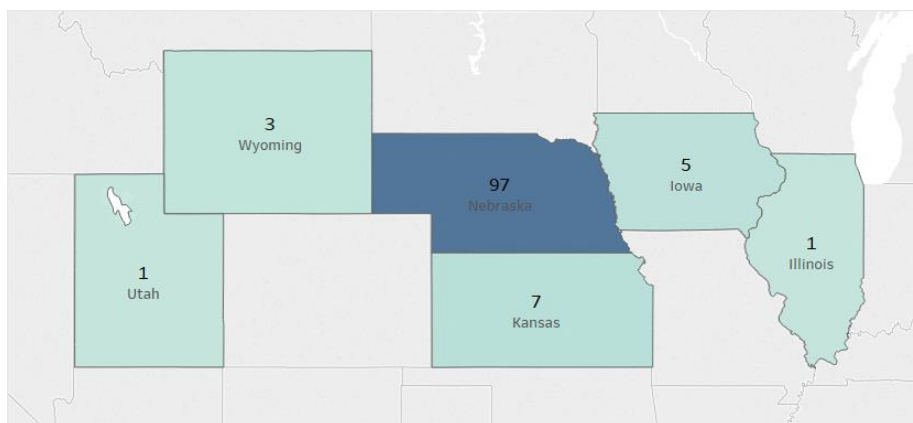 3
Wyoming
97
Nebraska
5
Iowa
1
Utah
7
Kansas
1
Illinois